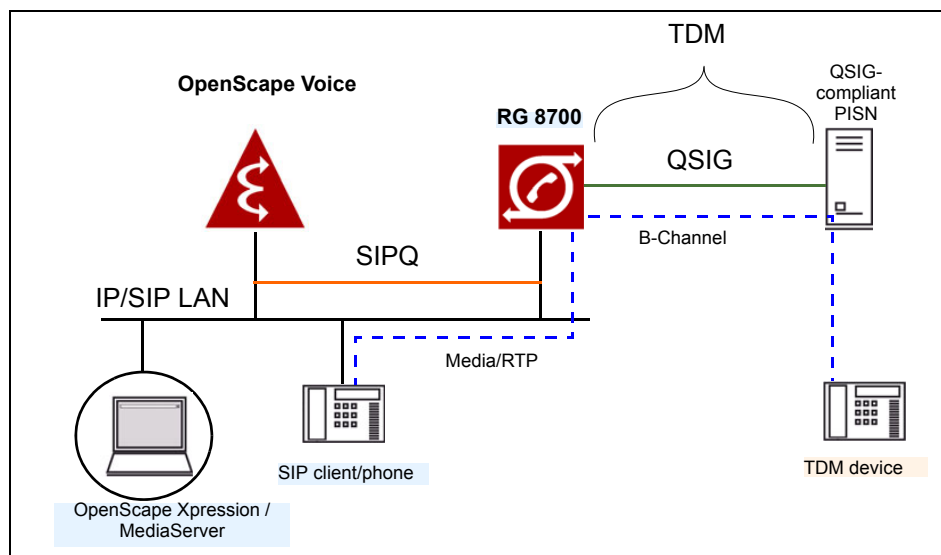 TDM
OpenScape Voice
QSIG-
compliant
PISN
RG 8700
QSIG
B-Channel
SIPQ
IP/SIP LAN
Media/RTP
SIP client/phone
TDM device
OpenScape Xpression /
MediaServer